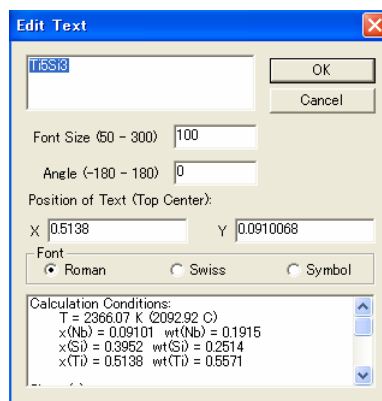 Edit Text
Ti5Si3
OK
Cancel
Font Size (50 - 300) 100
Angle (-180 - 180) 0
Position of Text (Top Center):
X 0.5138 Y 0.0910068
Font
Roman Swiss Symbol
Calculation Conditions:
T = 2366.07 K (2092.92 C)
x(Nb) = 0.09101 wt(Nb) = 0.1915
x(Si) = 0.3952 wt(Si) = 0.2514
x(Ti) = 0.5138 wt(Ti) = 0.5571